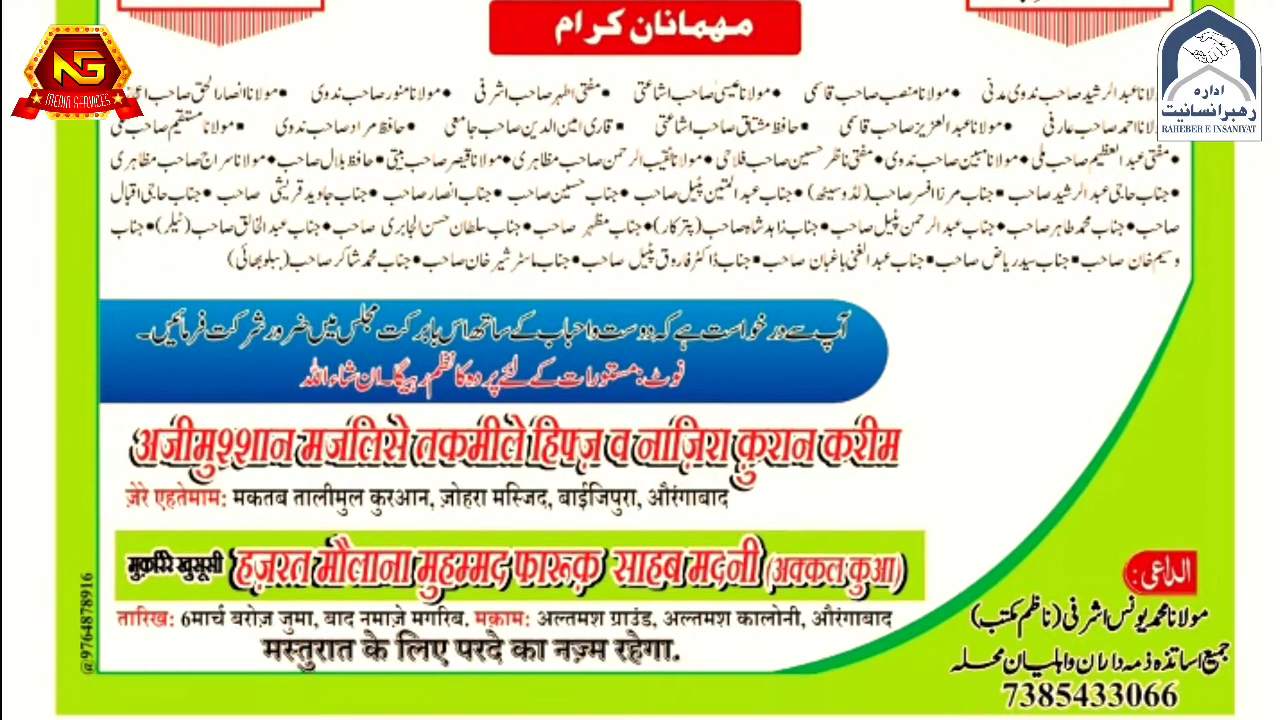 NG
MEDIA SERVICES
ادارہ
رہبر انسانیت
RAHEBER E INSANIYAT
مہمانان کرام
مولانا عبدالرشید صاحب ندوی مدنی • مولانا منصب صاحب قاسمی • مولانا عیسیٰ صاحب اشاعتی • مفتی اطہر صاحب اشرفی • مولانا منور صاحب ندوی • مولانا انصار الحق صاحب
مولانا احمد صاحب عارفی • مولانا عبدالعزیز صاحب قاسمی • حافظ مشتاق صاحب اشاعتی • قاری امین الدین صاحب جامعی • حافظ مراد صاحب ندوی • مولانا مستقیم صاحب ملی
• مفتی عبدالعظیم صاحب ملی • مولانا مبین صاحب ندوی • مفتی ناظر حسین صاحب فلاحی • مولانا نقیب الرحمن صاحب مظاہری • مولانا قیصر صاحب بیتی • حافظ بلال صاحب • مولانا سراج صاحب مظاہری
• جناب حاجی عبدالرشید صاحب • جناب مرزا افسر صاحب (لڈو سیٹھ) • جناب عبدالمتین پٹیل صاحب • جناب حسین صاحب • جناب انصار صاحب • جناب جاوید قریشی صاحب • جناب حاجی اقبال
صاحب • جناب محمد طاہر صاحب • جناب عبدالرحمن پٹیل صاحب • جناب زاہد شاہ صاحب (پترکار) • جناب مظہر صاحب • جناب سلطان حسن الجابری صاحب • جناب عبدالخالق صاحب (ٹیلر) • جناب
وسیم خان صاحب • جناب سید ریاض صاحب • جناب عبدالغنی باغبان صاحب • جناب ڈاکٹر فاروق پٹیل صاحب • جناب ماسٹر شیر خان صاحب • جناب محمد شاکر صاحب (ببلو بھائی)
آپ سے درخواست ہے کہ دوست واحباب کے ساتھ اس بابرکت مجلس میں ضرور شرکت فرمائیں۔
نوٹ: مستورات کے لئے پردہ کا نظم رہیگا۔ ان شاء اللہ
अजीमुश्शान मजलिसे तकमीले हिफ्ज़ व नाज़िरा क़ुरान करीम
ज़ेरे एहतेमाम: मकतब तालीमुल कुरआन, ज़ोहरा मस्जिद, बाईजिपुरा, औरंगाबाद
मुक़र्रिरे खुसूसी हज़रत मौलाना मुहम्मद फारूक़ साहब मदनी (अक्कल कुआ)
तारिख: 6मार्च बरोज़ जुमा, बाद नमाजे मगरिब. मक़ाम: अल्तमश ग्राउंड, अल्तमश कालोनी, औरंगाबाद
मस्तुरात के लिए परदे का नज़्म रहेगा.
@9764878916
الداعی:
مولانا محمد یونس اشرفی (ناظم مکتب)
جمیع اساتذہ ذمہ داران واہلیان محلہ
7385433066